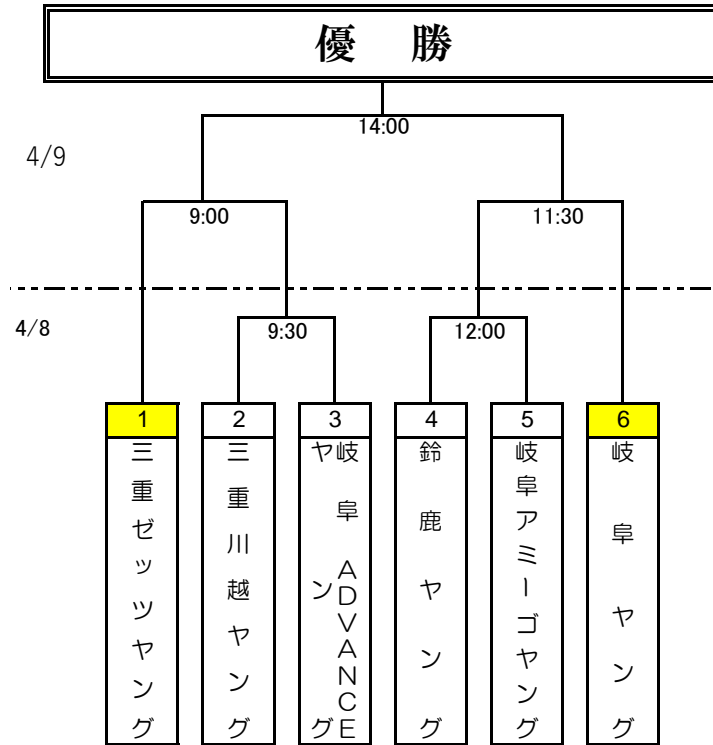 優　勝
14:00
4/9
9:00
11:30
4/8
9:30
12:00
1
2
3
4
5
6
三重ゼッツヤング
三重川越ヤング
岐阜ADVANCE
ヤング
鈴鹿ヤング
岐阜アミーゴヤング
岐阜ヤング